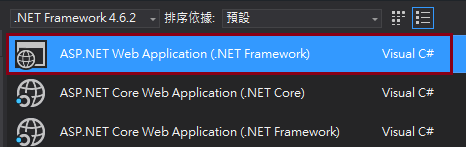 .NET Framework 4.6.2 排序依據: 預設
ASP.NET Web Application (.NET Framework) Visual C#
ASP.NET Core Web Application (.NET Core) Visual C#
ASP.NET Core Web Application (.NET Framework) Visual C#